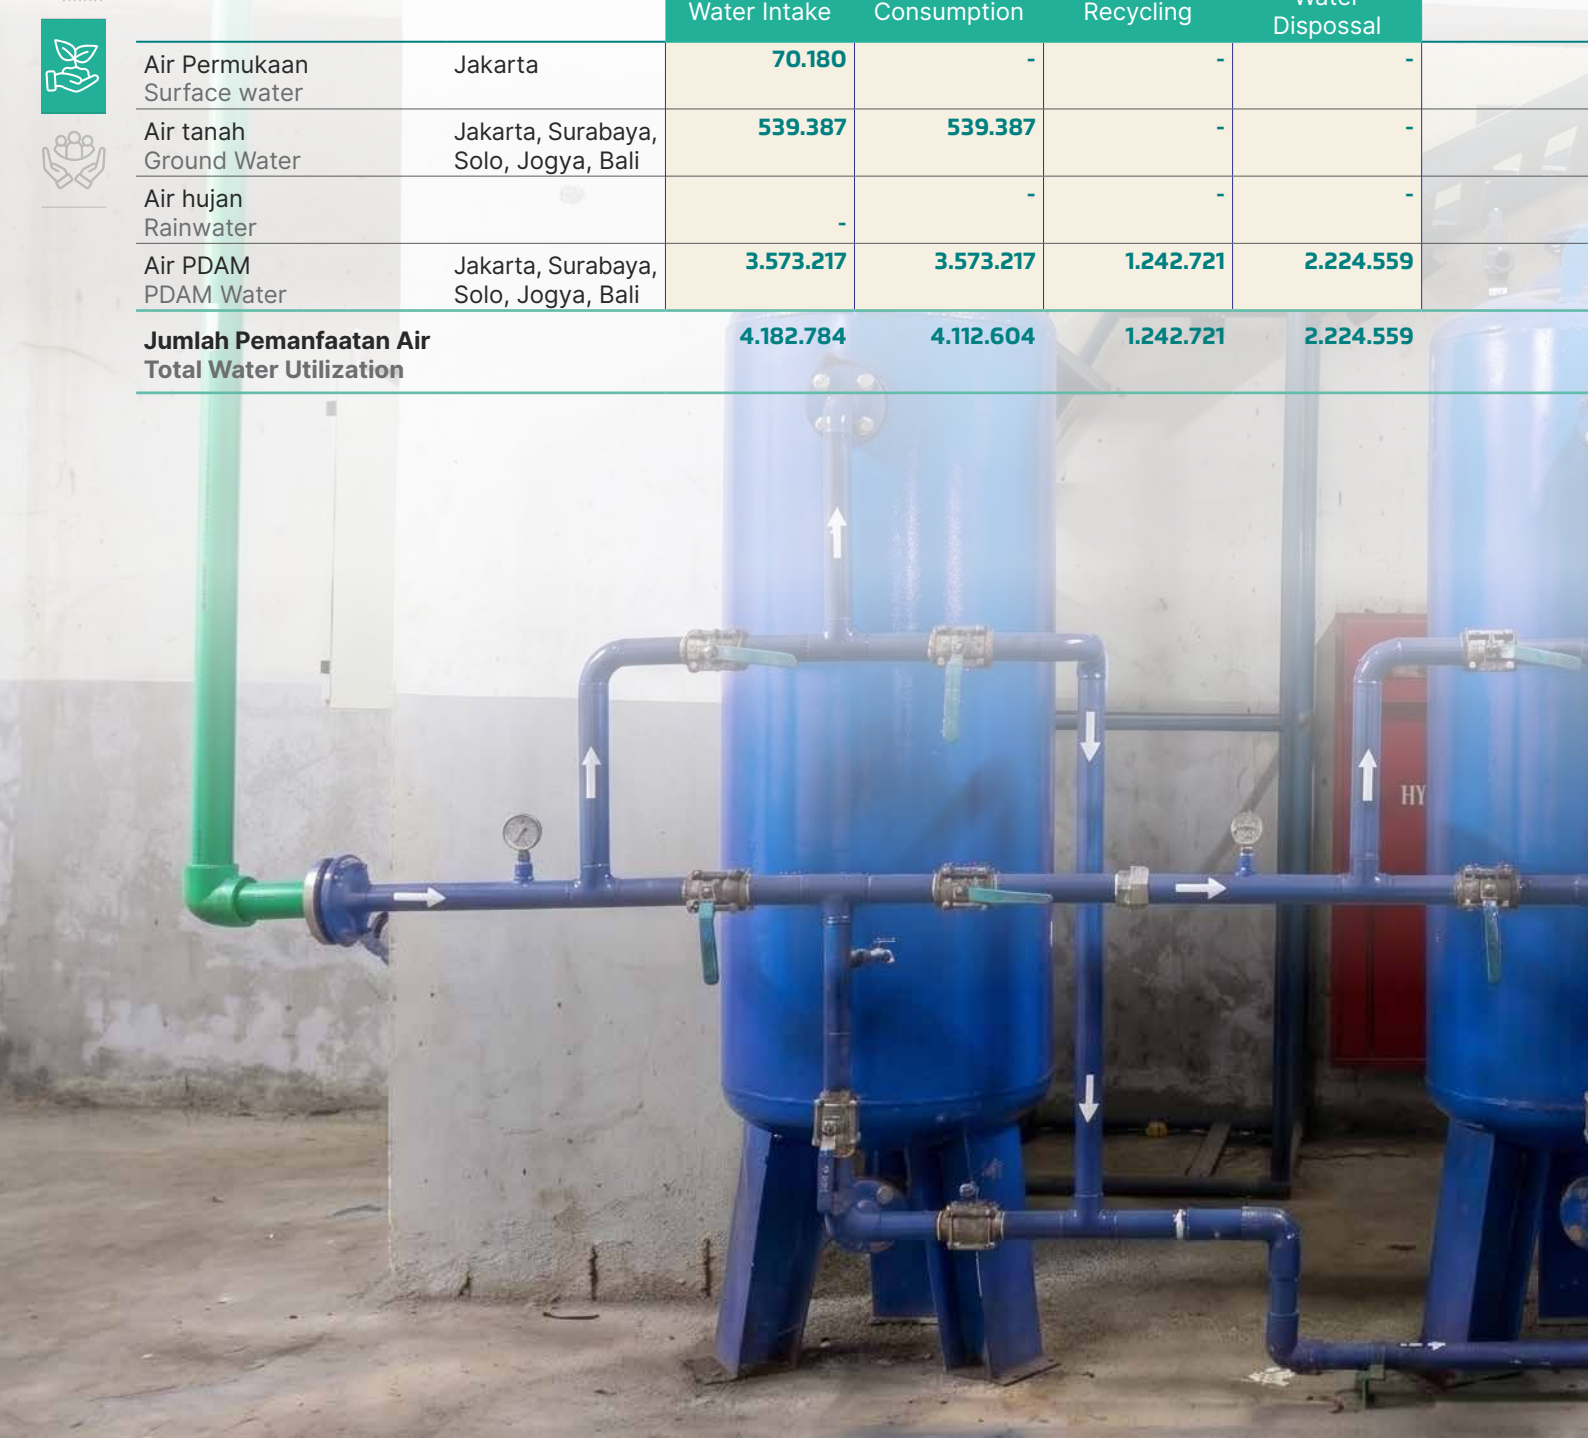 Water Intake Consumption Recycling Water
Dispossal
Air Permukaan Jakarta 70.180 - - -
Surface water
Air tanah Jakarta, Surabaya, 539.387 539.387 - -
Ground Water Solo, Jogya, Bali
Air hujan - - -
Rainwater -
Air PDAM Jakarta, Surabaya, 3.573.217 3.573.217 1.242.721 2.224.559
PDAM Water Solo, Jogya, Bali
Jumlah Pemanfaatan Air 4.182.784 4.112.604 1.242.721 2.224.559
Total Water Utilization
HY